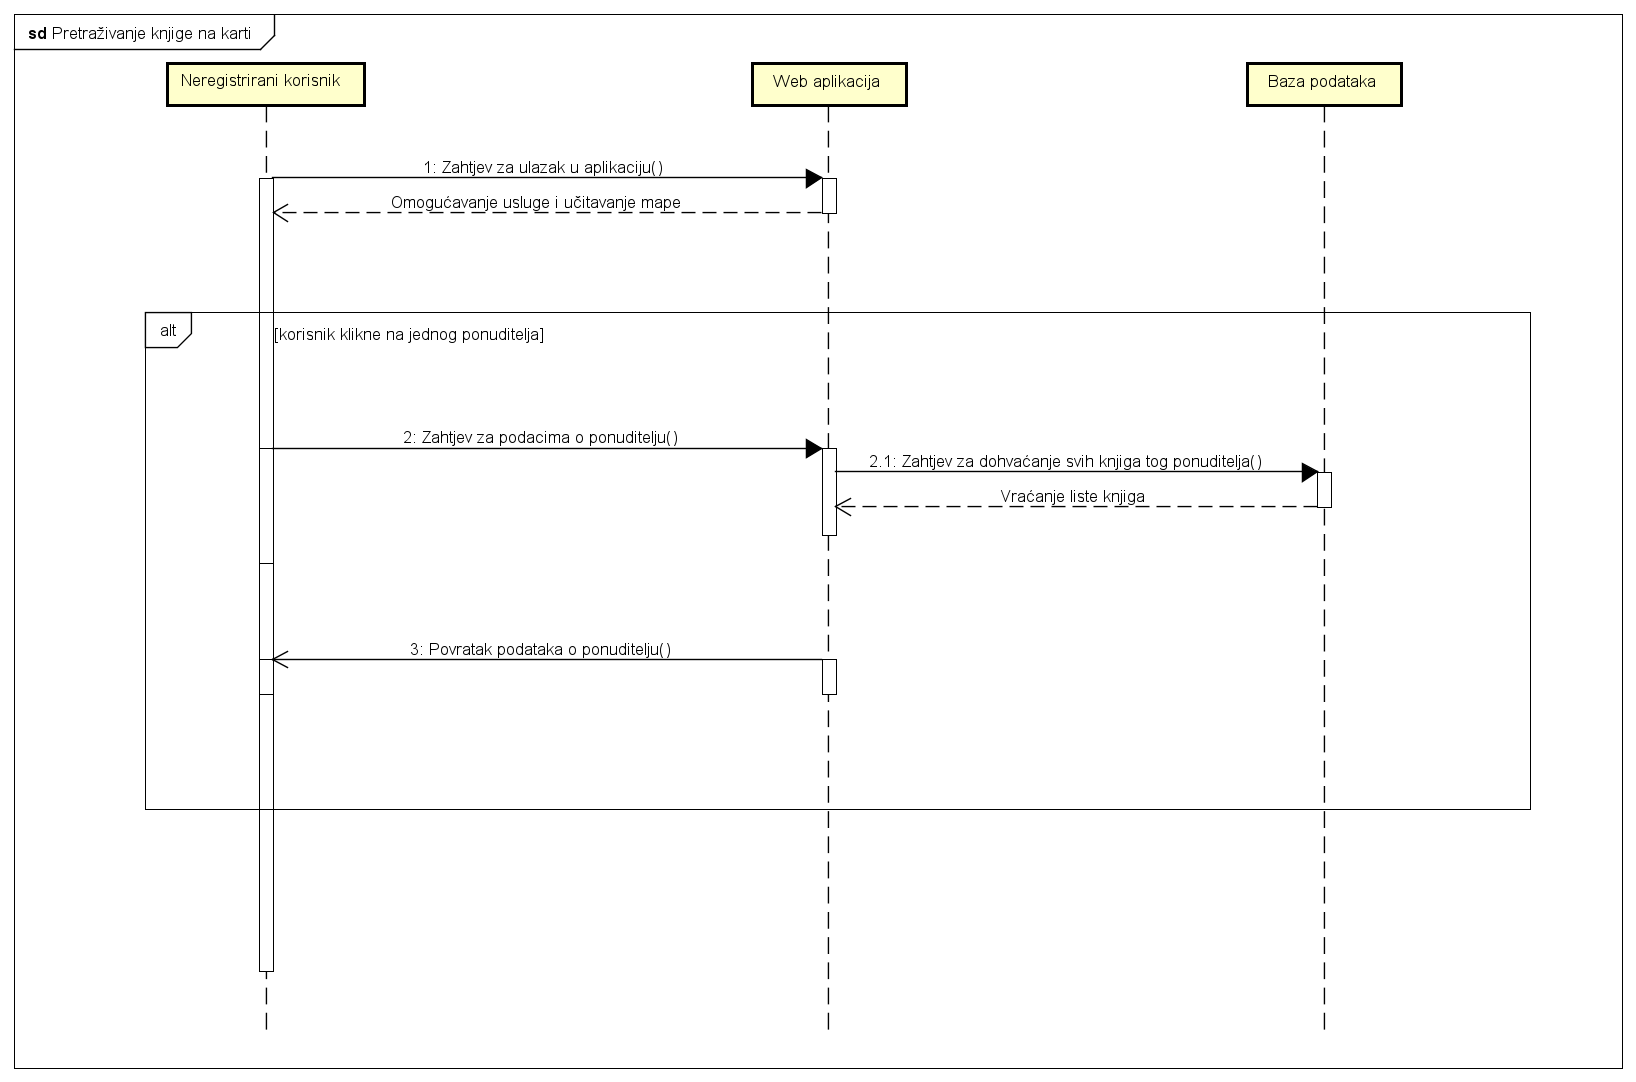 sd Pretraživanje knjige na karti
Neregistrirani korisnik
Web aplikacija
Baza podataka
1: Zahtjev za ulazak u aplikaciju()
Omogućavanje usluge i učitavanje mape
alt
[korisnik klikne na jednog ponuditelja]
2: Zahtjev za podacima o ponuditelju()
2.1: Zahtjev za dohvaćanje svih knjiga tog ponuditelja()
Vraćanje liste knjiga
3: Povratak podataka o ponuditelju()